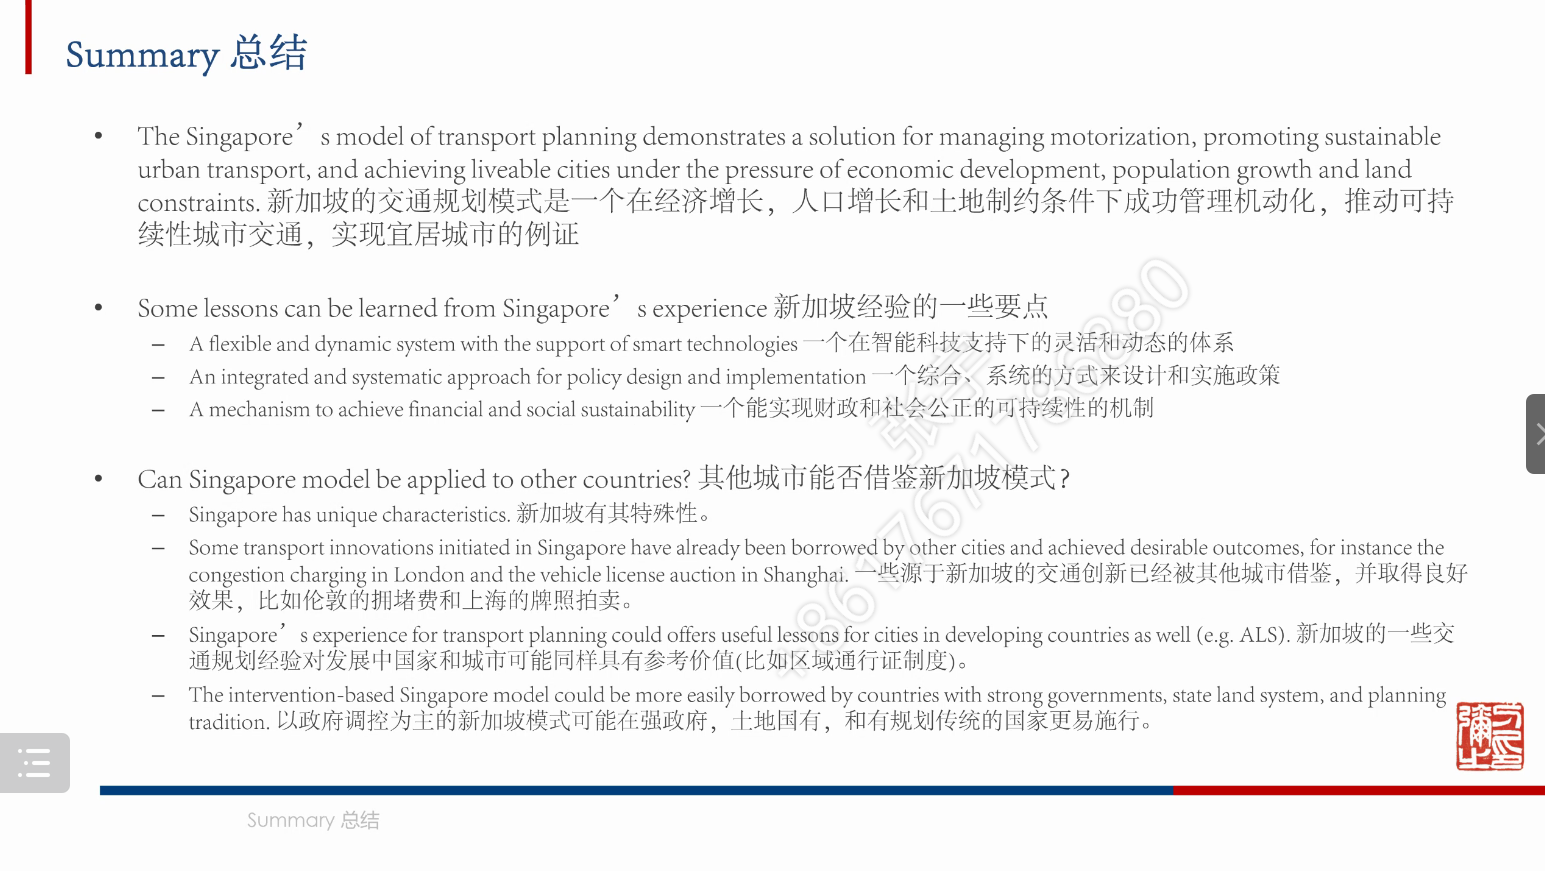 Summary 总结
• The Singapore’s model of transport planning demonstrates a solution for managing motorization, promoting sustainable
urban transport, and achieving liveable cities under the pressure of economic development, population growth and land
constraints. 新加坡的交通规划模式是一个在经济增长，人口增长和土地制约条件下成功管理机动化，推动可持
续性城市交通，实现宜居城市的例证
• Some lessons can be learned from Singapore’s experience 新加坡经验的一些要点
– A flexible and dynamic system with the support of smart technologies 一个在智能科技支持下的灵活和动态的体系
– An integrated and systematic approach for policy design and implementation 一个综合、系统的方式来设计和实施政策
– A mechanism to achieve financial and social sustainability 一个能实现财政和社会公正的可持续性的机制
• Can Singapore model be applied to other countries? 其他城市能否借鉴新加坡模式?
– Singapore has unique characteristics. 新加坡有其特殊性。
– Some transport innovations initiated in Singapore have already been borrowed by other cities and achieved desirable outcomes, for instance the
congestion charging in London and the vehicle license auction in Shanghai. 一些源于新加坡的交通创新已经被其他城市借鉴，并取得良好
效果，比如伦敦的拥堵费和上海的牌照拍卖。
– Singapore’s experience for transport planning could offers useful lessons for cities in developing countries as well (e.g. ALS). 新加坡的一些交
通规划经验对发展中国家和城市可能同样具有参考价值(比如区域通行证制度)。
– The intervention-based Singapore model could be more easily borrowed by countries with strong governments, state land system, and planning
tradition. 以政府调控为主的新加坡模式可能在强政府，土地国有，和有规划传统的国家更易施行。
Summary 总结